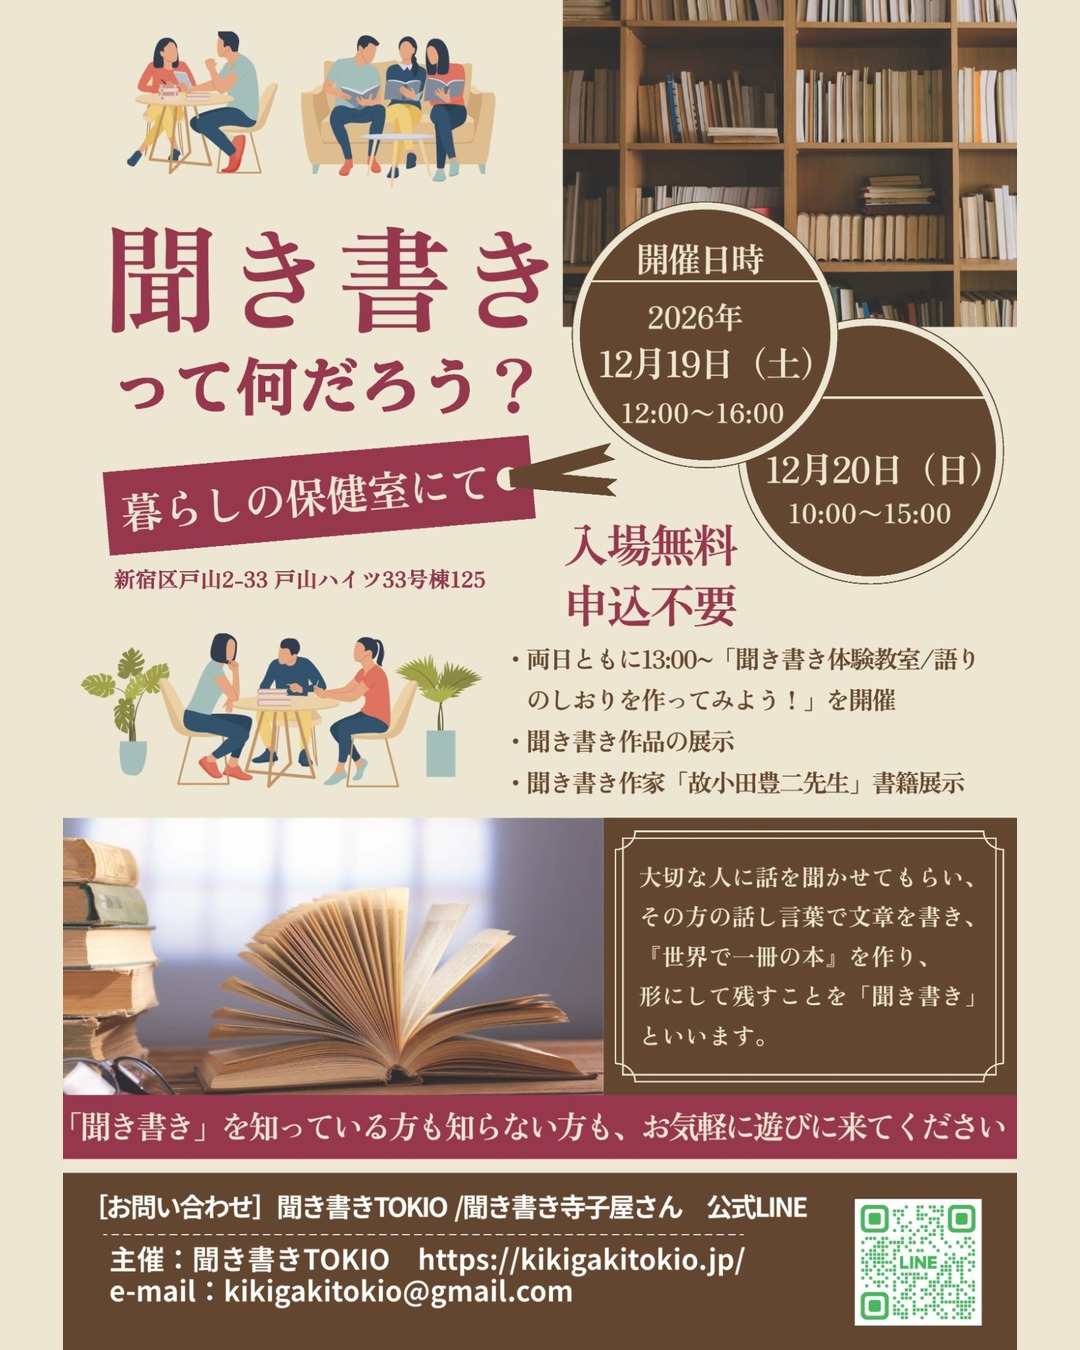 聞き書き
って何だろう？
開催日時
2026年
12月19日（土）
12:00〜16:00
12月20日（日）
10:00〜15:00
暮らしの保健室にて
新宿区戸山2-33 戸山ハイツ33号棟125
入場無料
申込不要
・両日ともに13:00~「聞き書き体験教室/語り
のしおりを作ってみよう！」を開催
・聞き書き作品の展示
・聞き書き作家「故小田豊二先生」書籍展示
大切な人に話を聞かせてもらい、
その方の話し言葉で文章を書き、
『世界で一冊の本』を作り、
形にして残すことを「聞き書き」
といいます。
「聞き書き」を知っている方も知らない方も、お気軽に遊びに来てください
［お問い合わせ］聞き書きTOKIO /聞き書き寺子屋さん　公式LINE
主催：聞き書きTOKIO　https://kikigakitokio.jp/
e-mail：kikigakitokio@gmail.com
LINE